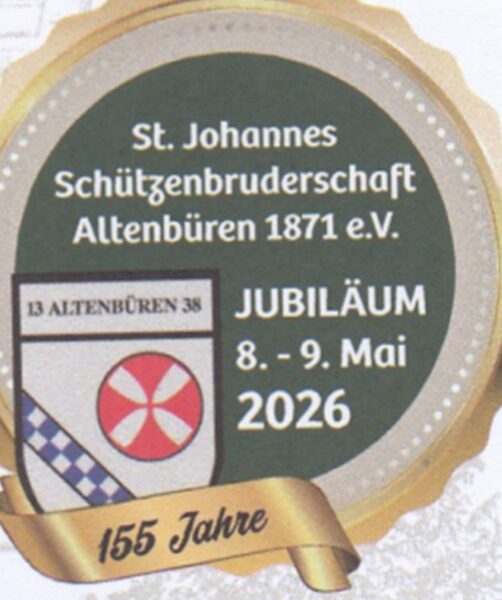 St. Johannes
Schützenbruderschaft
Altenbüren 1871 e.V.
13 ALTENBÜREN 38
JUBILÄUM
8. - 9. Mai
2026
155 Jahre